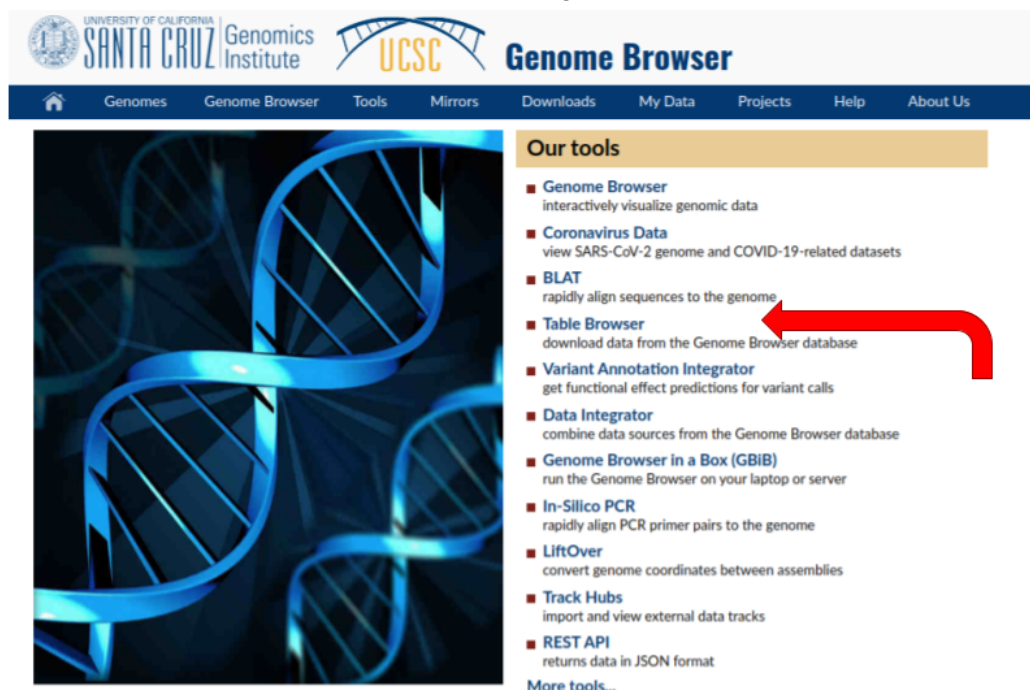 UNIVERSITY OF CALIFORNIA
SANTA CRUZ
Genomics
Institute
UCSC
Genome Browser
Genomes Genome Browser Tools Mirrors Downloads My Data Projects Help About Us
Our tools
Genome Browser
interactively visualize genomic data
Coronavirus Data
view SARS-CoV-2 genome and COVID-19-related datasets
BLAT
rapidly align sequences to the genome
Table Browser
download data from the Genome Browser database
Variant Annotation Integrator
get functional effect predictions for variant calls
Data Integrator
combine data sources from the Genome Browser database
Genome Browser in a Box (GBiB)
run the Genome Browser on your laptop or server
In-Silico PCR
rapidly align PCR primer pairs to the genome
LiftOver
convert genome coordinates between assemblies
Track Hubs
import and view external data tracks
REST API
returns data in JSON format
More tools...